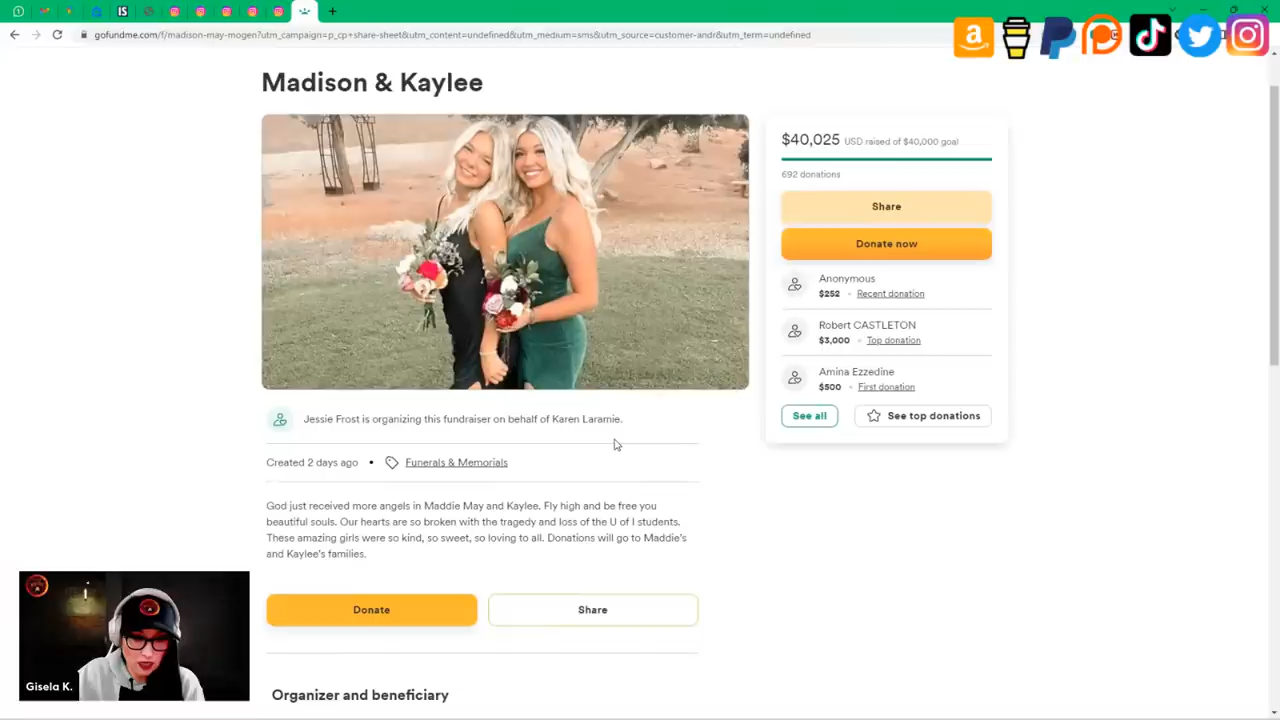 gofundme.com/f/madison-may-mogen?utm_campaign=p_cp+share-sheet&utm_content=undefined&utm_medium=sms&utm_source=customer-andr&utm_term=undefined
Madison & Kaylee
$40,025 USD raised of $40,000 goal
692 donations
Share
Donate now
Anonymous
$252 • Recent donation
Robert CASTLETON
$3,000 • Top donation
Amina Ezzedine
$500 • First donation
See all
See top donations
Jessie Frost is organizing this fundraiser on behalf of Karen Laramie.
Created 2 days ago • Funerals & Memorials
God just received more angels in Maddie May and Kaylee. Fly high and be free you
beautiful souls. Our hearts are so broken with the tragedy and loss of the U of I students.
These amazing girls were so kind, so sweet, so loving to all. Donations will go to Maddie's
and Kaylee's families.
Donate
Share
Organizer and beneficiary
Gisela K.